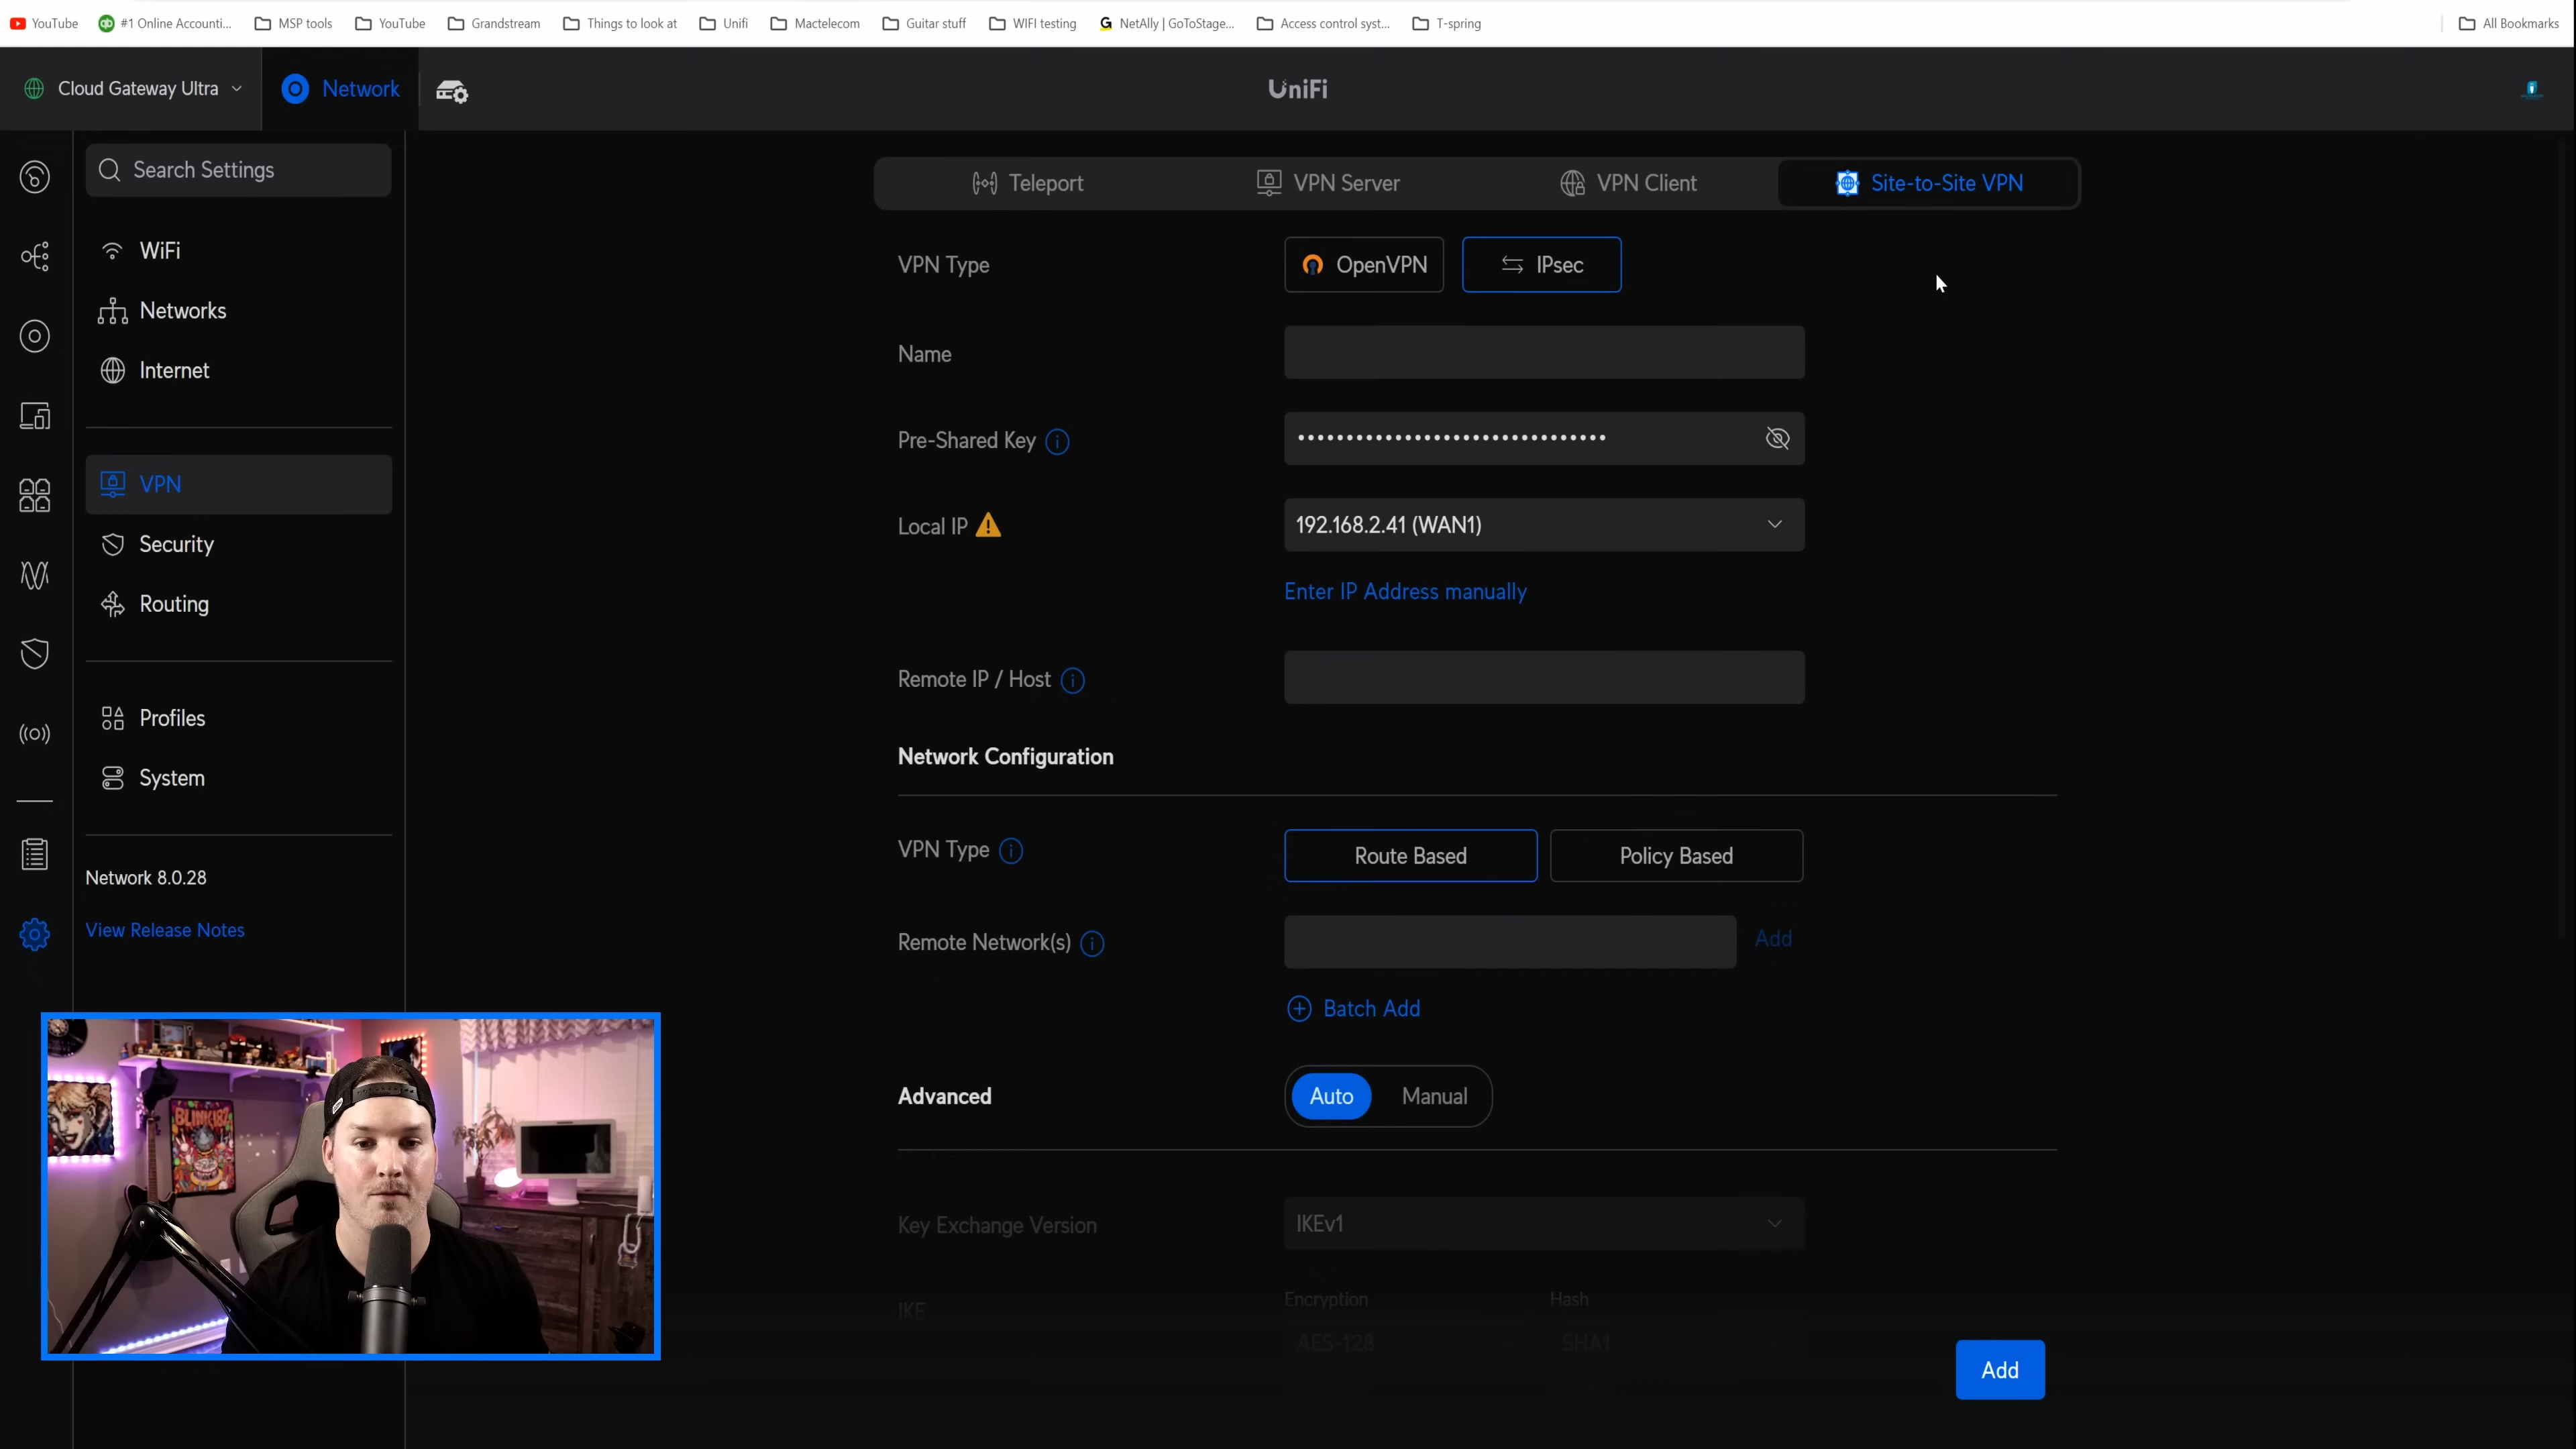 YouTube #1 Online Accounti... MSP tools YouTube Grandstream Things to look at Unifi Mactelecom Guitar stuff WIFI testing NetAlly | GoToStage... Access control syst... T-spring All Bookmarks
Cloud Gateway Ultra Network UniFi
Search Settings
WiFi
Networks
Internet
VPN
Security
Routing
Profiles
System
Network 8.0.28
View Release Notes
Teleport VPN Server VPN Client Site-to-Site VPN
VPN Type OpenVPN IPsec
Name
Pre-Shared Key
Local IP 192.168.2.41 (WAN1)
Enter IP Address manually
Remote IP / Host
Network Configuration
VPN Type Route Based Policy Based
Remote Network(s) Add
Batch Add
Advanced Auto Manual
Key Exchange Version IKEv1
Encryption Hash
IKE
AES-128 SHA1
Add
BLINK182